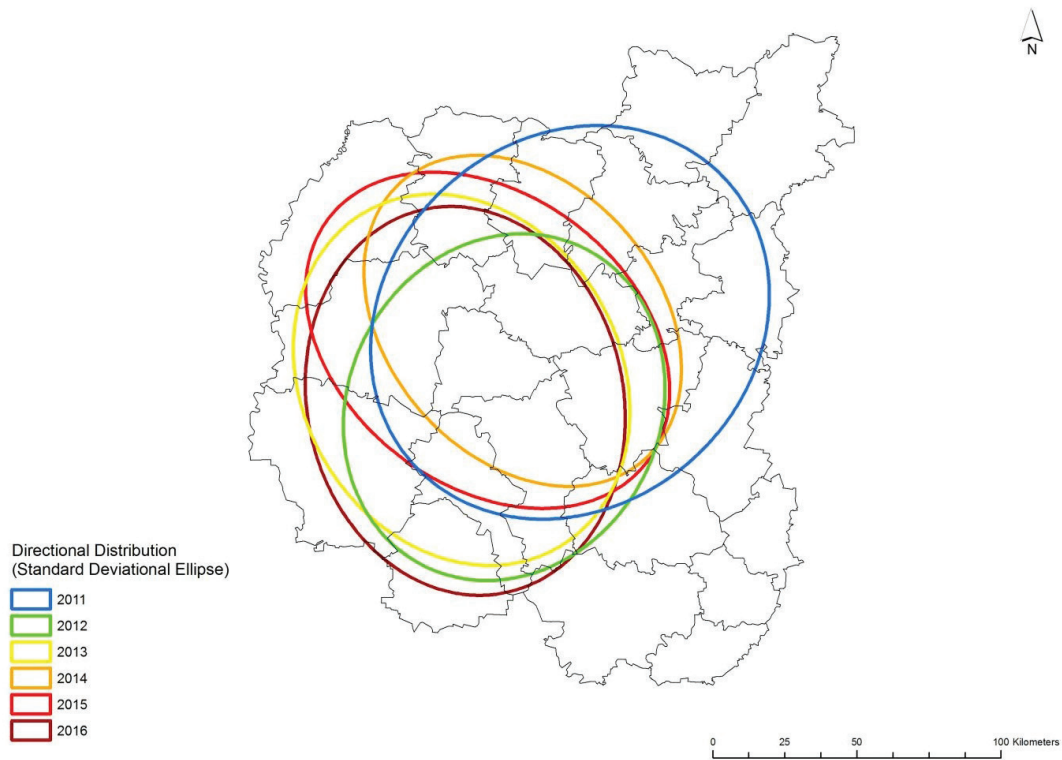 N
Directional Distribution
(Standard Deviational Ellipse)
2011
2012
2013
2014
2015
2016
0 25 50 100 Kilometers